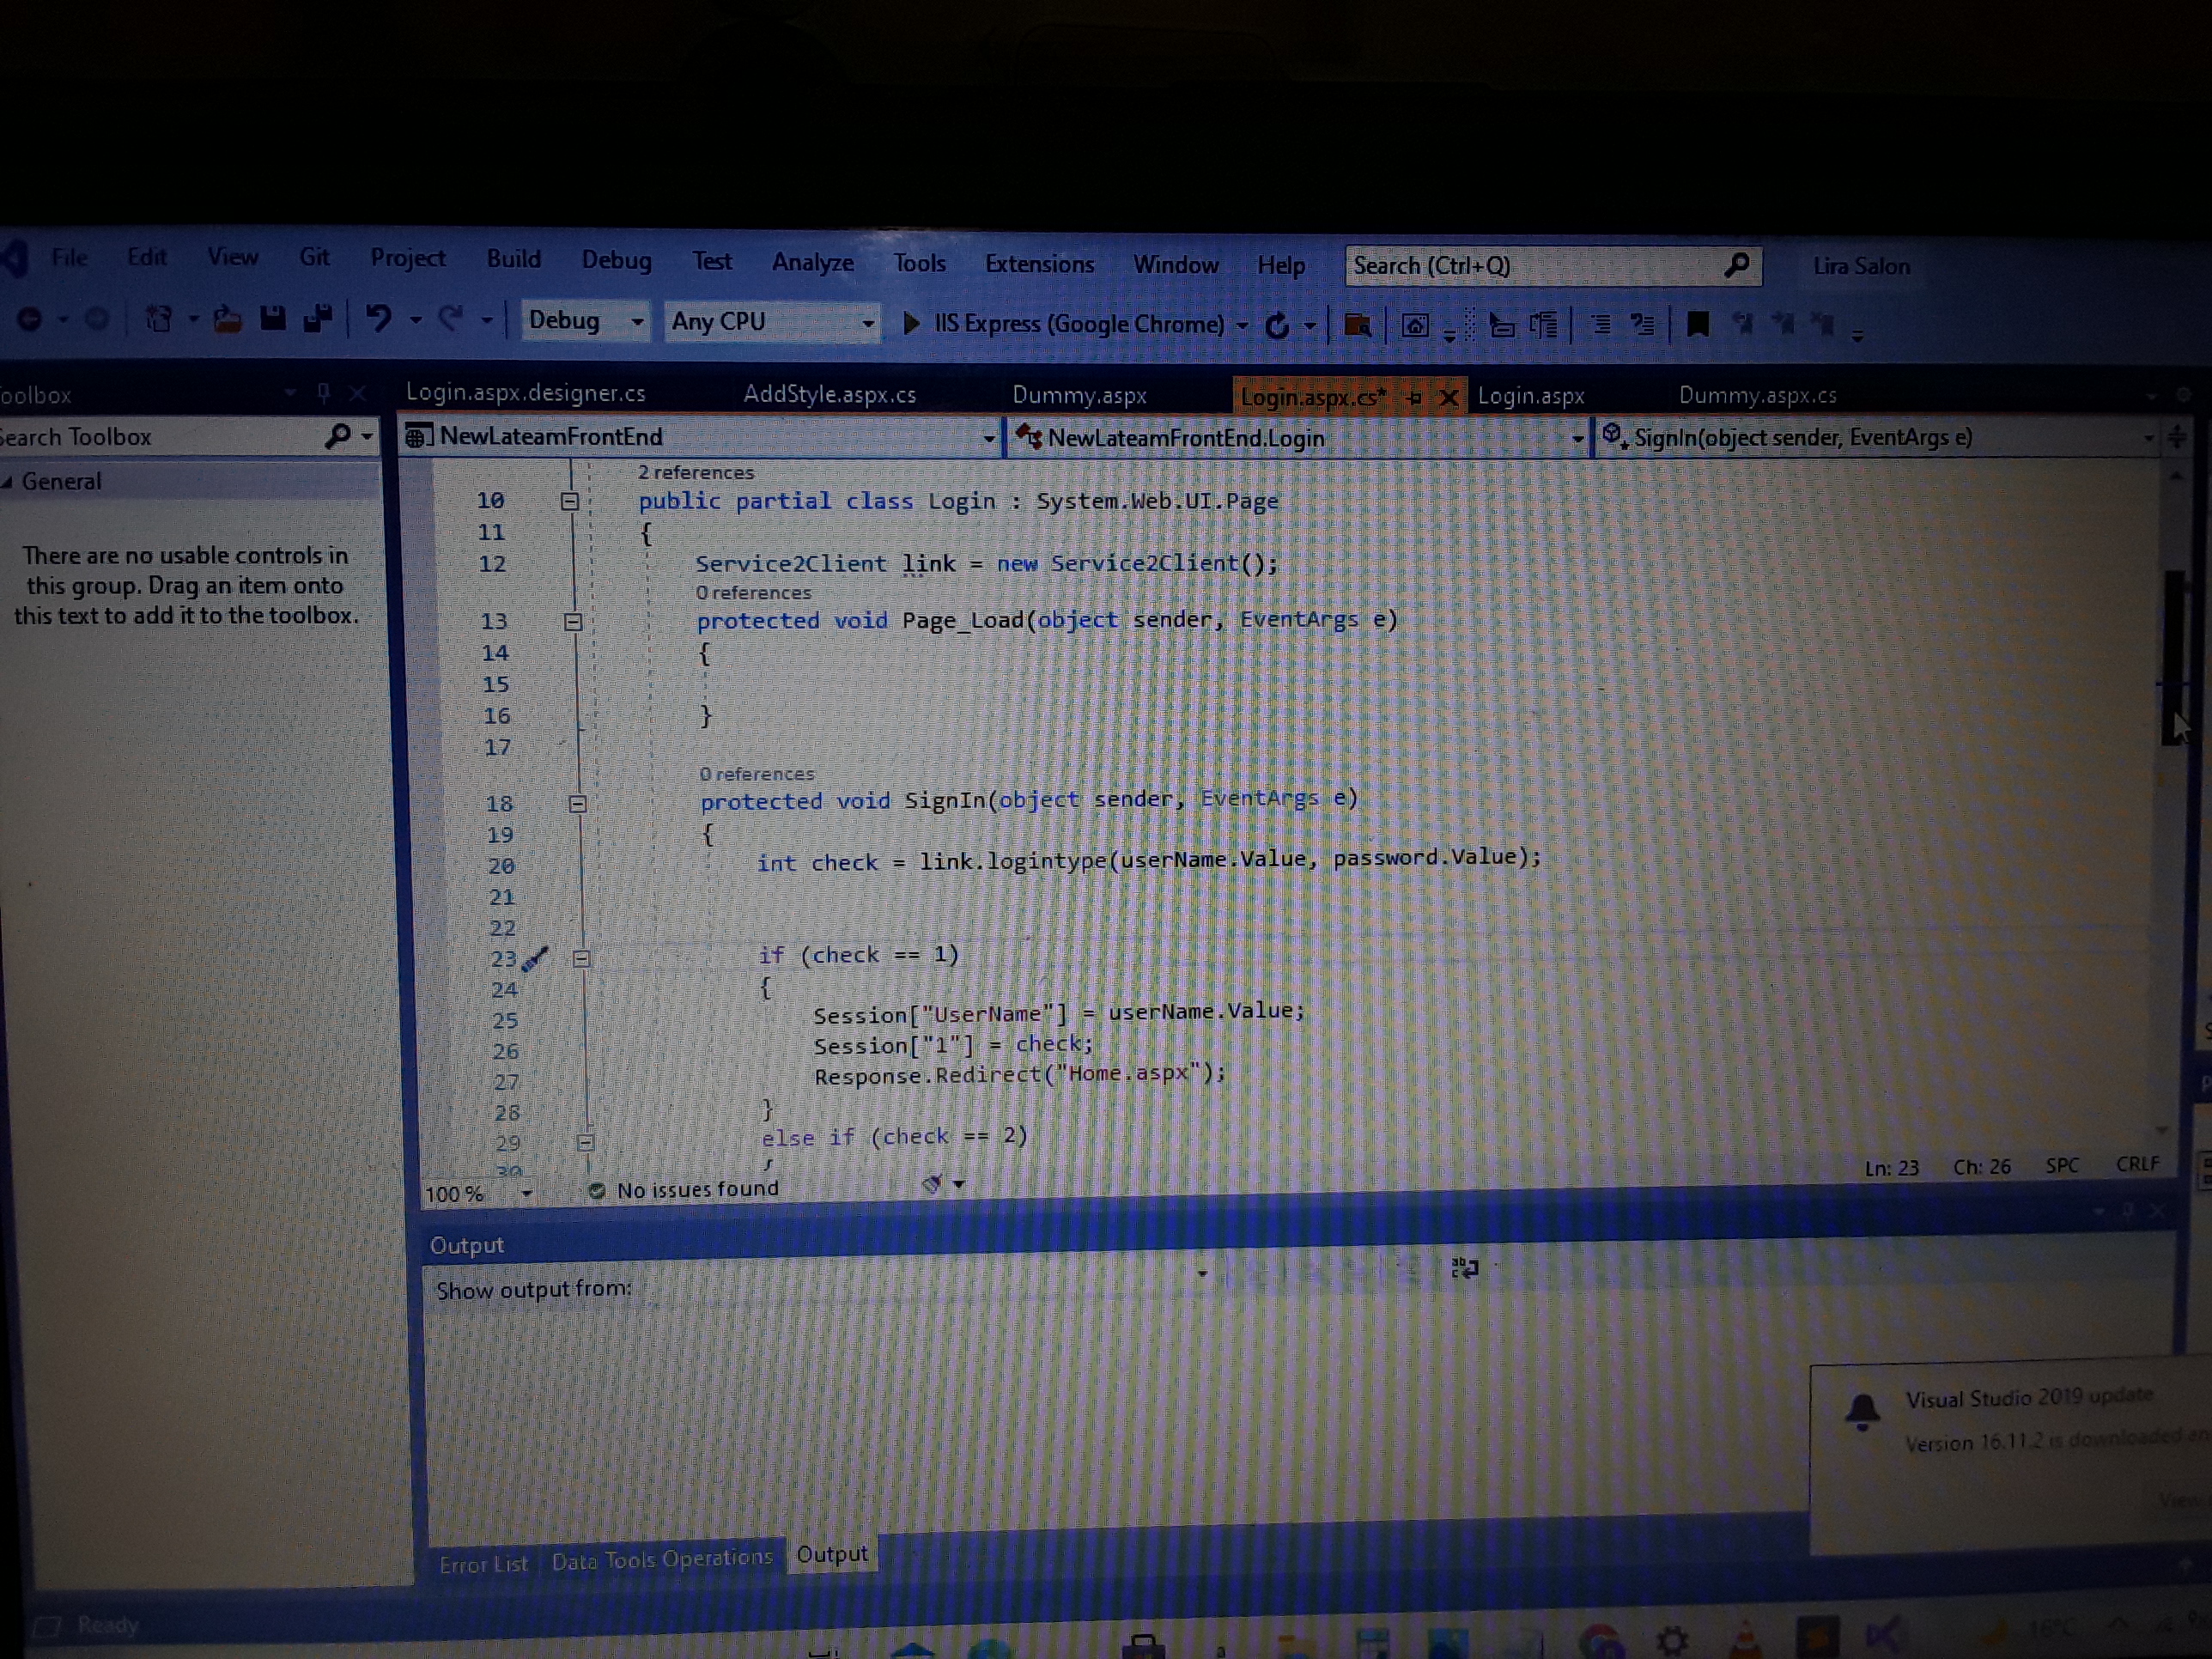 File Edit View Git Project Build Debug Test Analyze Tools Extensions Window Help Search (Ctrl+Q) Lira Salon
Debug Any CPU IIS Express (Google Chrome)
oolbox
Login.aspx.designer.cs AddStyle.aspx.cs Dummy.aspx Login.aspx.cs* Login.aspx Dummy.aspx.cs
Search Toolbox
NewLateamFrontEnd NewLateamFrontEnd.Login SignIn(object sender, EventArgs e)
General
There are no usable controls in
this group. Drag an item onto
this text to add it to the toolbox.
2 references
10 public partial class Login : System.Web.UI.Page
11 {
12 Service2Client link = new Service2Client();
0 references
13 protected void Page_Load(object sender, EventArgs e)
14 {
15
16 }
17
0 references
18 protected void SignIn(object sender, EventArgs e)
19 {
20 int check = link.logintype(userName.Value, password.Value);
21
22
23 if (check == 1)
24 {
25 Session["UserName"] = userName.Value;
26 Session["1"] = check;
27 Response.Redirect("Home.aspx");
28 }
29 else if (check == 2)
30 {
100 % No issues found Ln: 23 Ch: 26 SPC CRLF
Output
Show output from:
Visual Studio 2019 update
Version 16.11.2 is downloaded an
View
Error List Data Tools Operations Output
Ready
16°C